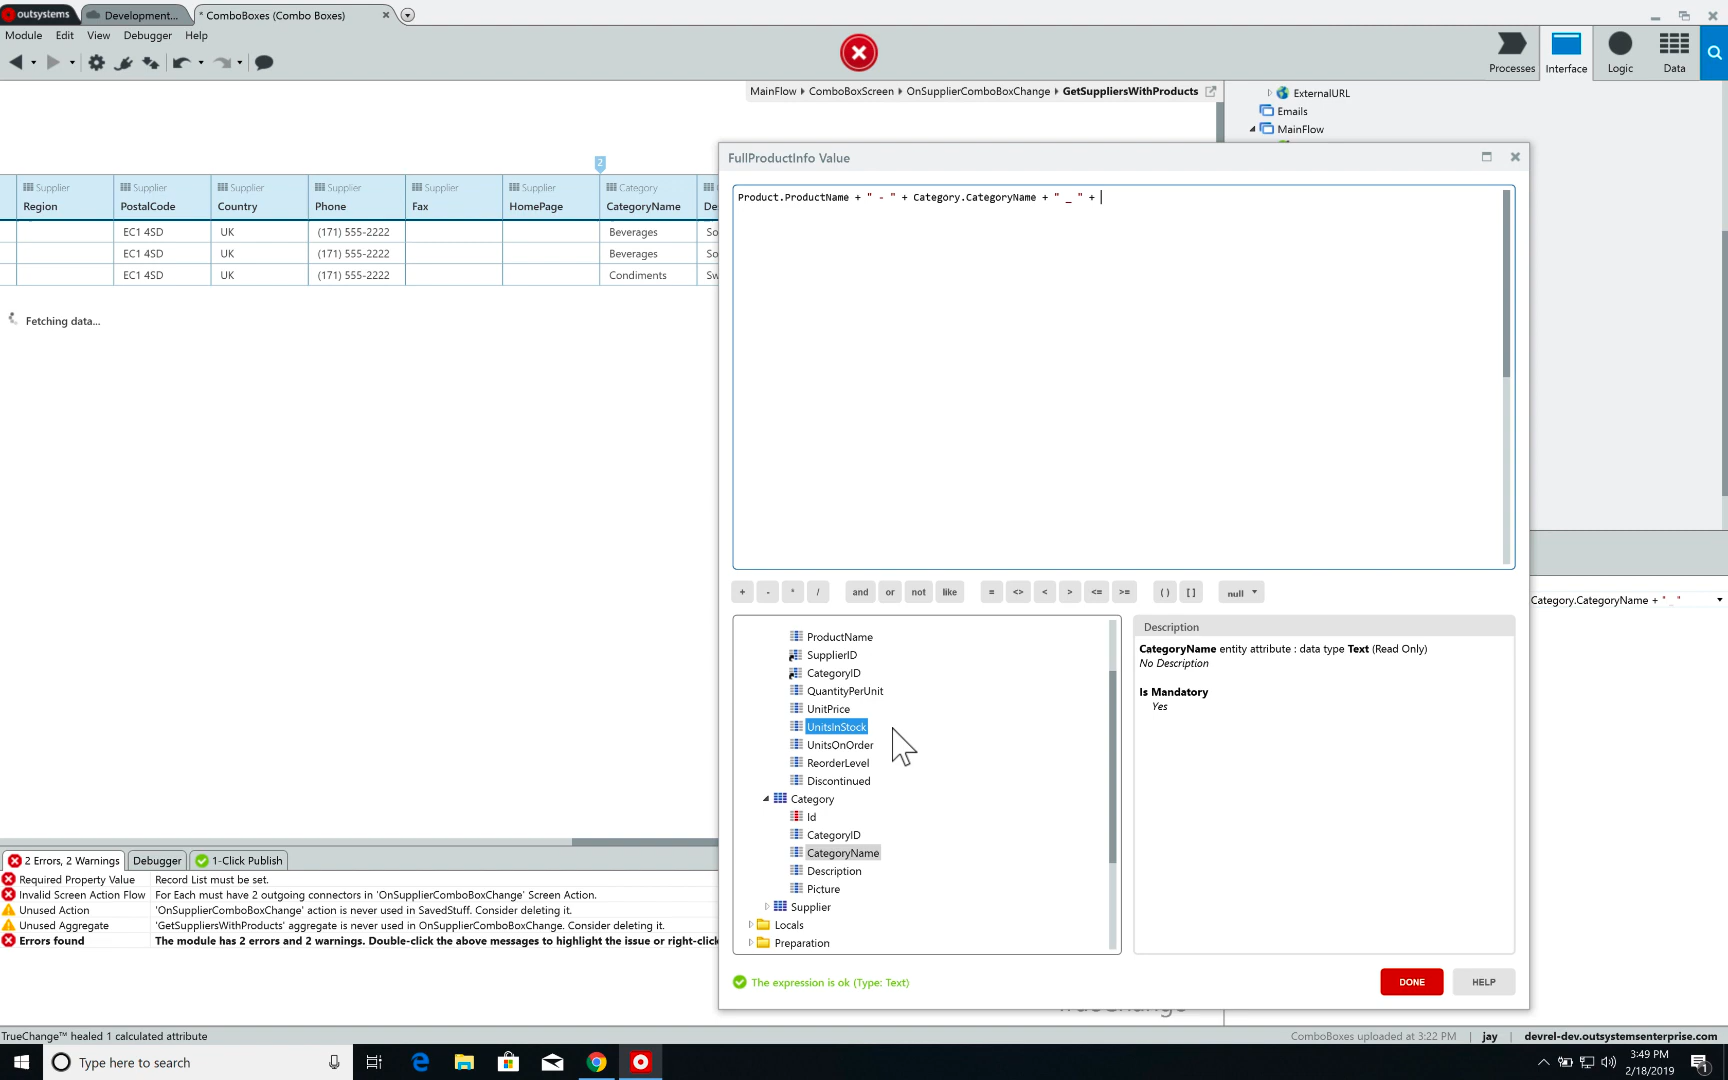 outsystems
Development...
* ComboBoxes (Combo Boxes)
Module Edit View Debugger Help
Processes Interface Logic Data
MainFlow ComboBoxScreen OnSupplierComboBoxChange GetSuppliersWithProducts
ExternalURL
Emails
MainFlow
2
Supplier Supplier Supplier Supplier Supplier Supplier Category
Region PostalCode Country Phone Fax HomePage CategoryName De
EC1 4SD UK (171) 555-2222 Beverages So
EC1 4SD UK (171) 555-2222 Beverages So
EC1 4SD UK (171) 555-2222 Condiments Sw
Fetching data...
FullProductInfo Value
Product.ProductName + " - " + Category.CategoryName + " _ " +
+ - * / and or not like = <> < > <= >= ( ) [ ] null
Category.CategoryName + " _ "
ProductName
SupplierID
CategoryID
QuantityPerUnit
UnitPrice
UnitsInStock
UnitsOnOrder
ReorderLevel
Discontinued
Category
Id
CategoryID
CategoryName
Description
Picture
Supplier
Locals
Preparation
Description
CategoryName entity attribute : data type Text (Read Only)
No Description
Is Mandatory
Yes
The expression is ok (Type: Text)
DONE HELP
2 Errors, 2 Warnings Debugger 1-Click Publish
Required Property Value Record List must be set.
Invalid Screen Action Flow For Each must have 2 outgoing connectors in 'OnSupplierComboBoxChange' Screen Action.
Unused Action 'OnSupplierComboBoxChange' action is never used in SavedStuff. Consider deleting it.
Unused Aggregate 'GetSuppliersWithProducts' aggregate is never used in OnSupplierComboBoxChange. Consider deleting it.
Errors found The module has 2 errors and 2 warnings. Double-click the above messages to highlight the issue or right-click
TrueChange™ healed 1 calculated attribute
ComboBoxes uploaded at 3:22 PM jay devrel-dev.outsystemsenterprise.com
Type here to search
3:49 PM
2/18/2019
1